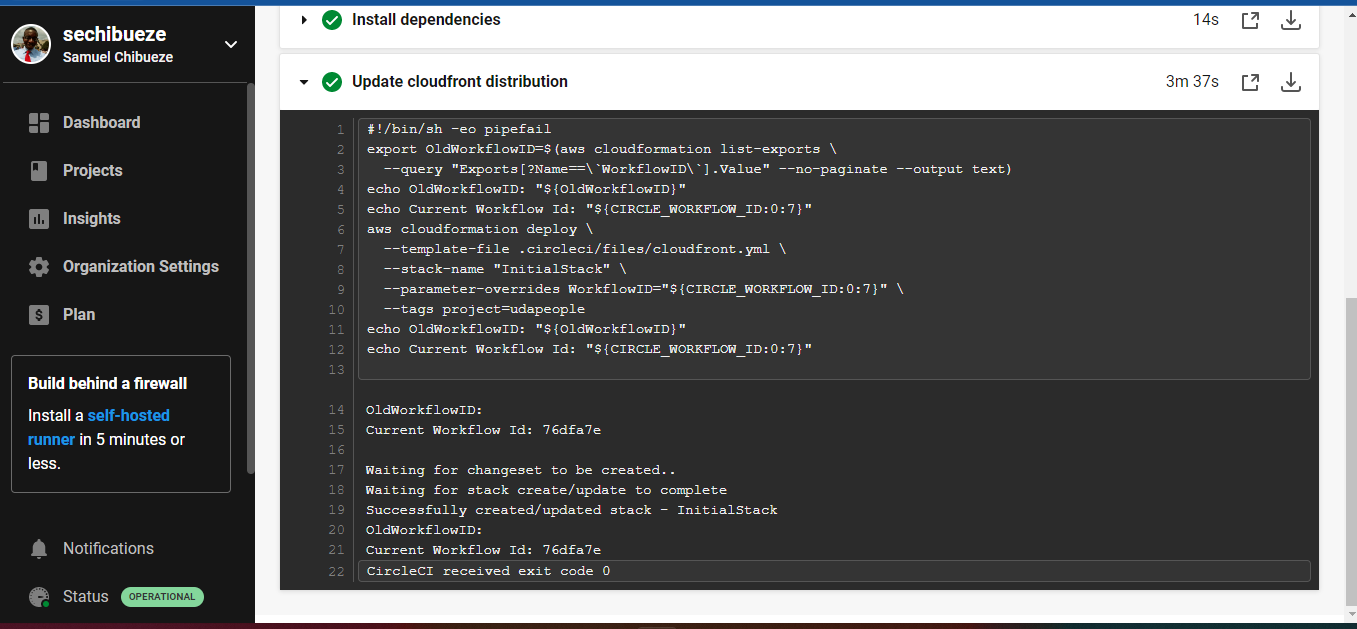 sechibueze
Samuel Chibueze
Dashboard
Projects
Insights
Organization Settings
Plan
Build behind a firewall
Install a self-hosted
runner in 5 minutes or
less.
Notifications
Status OPERATIONAL
Install dependencies 14s
Update cloudfront distribution 3m 37s
1 #!/bin/sh -eo pipefail
2 export OldWorkflowID=$(aws cloudformation list-exports \
3   --query "Exports[?Name==\`WorkflowID\`].Value" --no-paginate --output text)
4 echo OldWorkflowID: "${OldWorkflowID}"
5 echo Current Workflow Id: "${CIRCLE_WORKFLOW_ID:0:7}"
6 aws cloudformation deploy \
7   --template-file .circleci/files/cloudfront.yml \
8   --stack-name "InitialStack" \
9   --parameter-overrides WorkflowID="${CIRCLE_WORKFLOW_ID:0:7}" \
10   --tags project=udapeople
11 echo OldWorkflowID: "${OldWorkflowID}"
12 echo Current Workflow Id: "${CIRCLE_WORKFLOW_ID:0:7}"
13
14 OldWorkflowID:
15 Current Workflow Id: 76dfa7e
16
17 Waiting for changeset to be created..
18 Waiting for stack create/update to complete
19 Successfully created/updated stack - InitialStack
20 OldWorkflowID:
21 Current Workflow Id: 76dfa7e
22 CircleCI received exit code 0